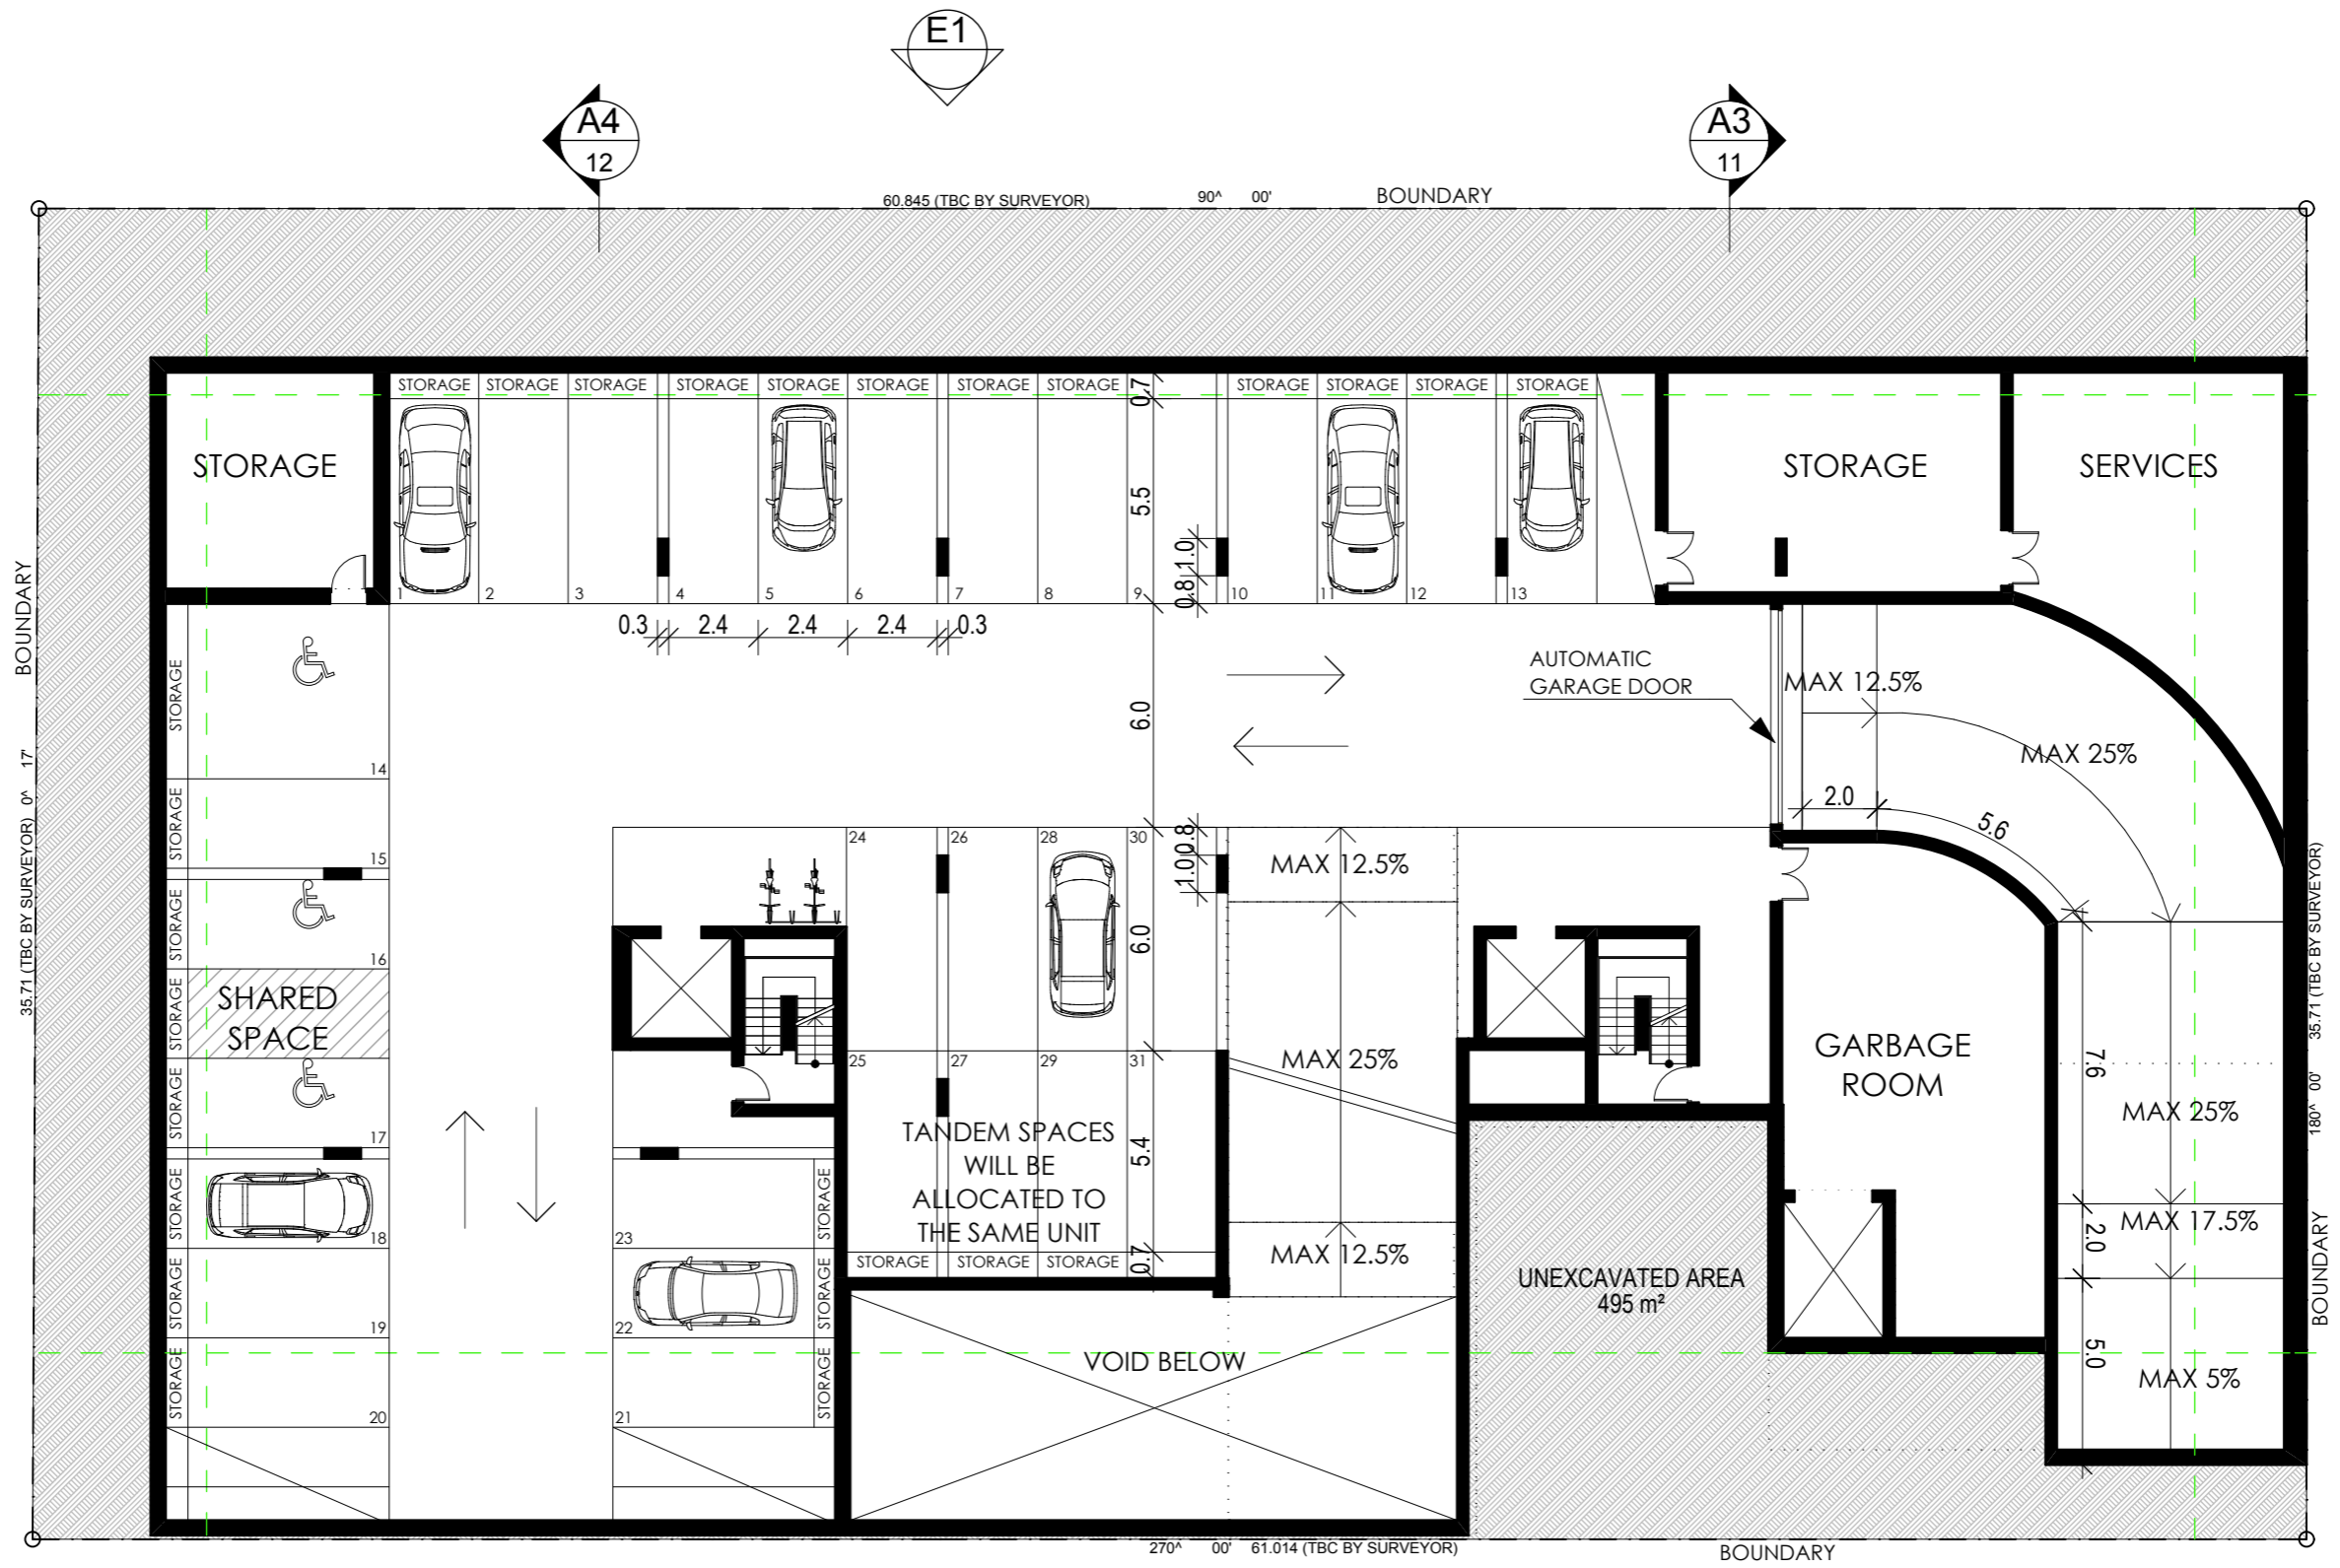 E1
A4
12
A3
11
60.845 (TBC BY SURVEYOR)
90^ 00'
BOUNDARY
STORAGE
STORAGE
STORAGE
STORAGE
STORAGE
STORAGE
STORAGE
STORAGE
0.7
STORAGE
STORAGE
STORAGE
STORAGE
STORAGE
STORAGE
SERVICES
5.5
1.0
0.8
1
2
3
4
5
6
7
8
9
10
11
12
13
0.3
2.4
2.4
2.4
0.3
BOUNDARY
35.71 (TBC BY SURVEYOR) 0^ 17'
STORAGE
14
STORAGE
15
STORAGE
16
STORAGE
SHARED
SPACE
STORAGE
17
STORAGE
18
STORAGE
19
STORAGE
20
6.0
AUTOMATIC
GARAGE DOOR
MAX 12.5%
MAX 25%
2.0
5.6
24
26
28
30
0.8
1.0
MAX 12.5%
6.0
25
27
29
31
MAX 25%
TANDEM SPACES
WILL BE
ALLOCATED TO
THE SAME UNIT
5.4
STORAGE
STORAGE
STORAGE
0.7
MAX 12.5%
23
STORAGE
22
STORAGE
21
STORAGE
GARBAGE
ROOM
7.6
MAX 25%
2.0
MAX 17.5%
5.0
MAX 5%
UNEXCAVATED AREA
495 m²
VOID BELOW
35.71 (TBC BY SURVEYOR)
180^ 00'
BOUNDARY
270^ 00' 61.014 (TBC BY SURVEYOR)
BOUNDARY